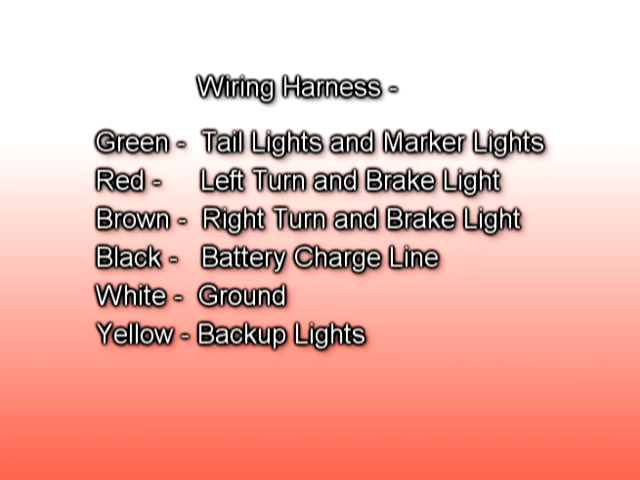 Wiring Harness -
Green - Tail Lights and Marker Lights
Red - Left Turn and Brake Light
Brown - Right Turn and Brake Light
Black - Battery Charge Line
White - Ground
Yellow - Backup Lights